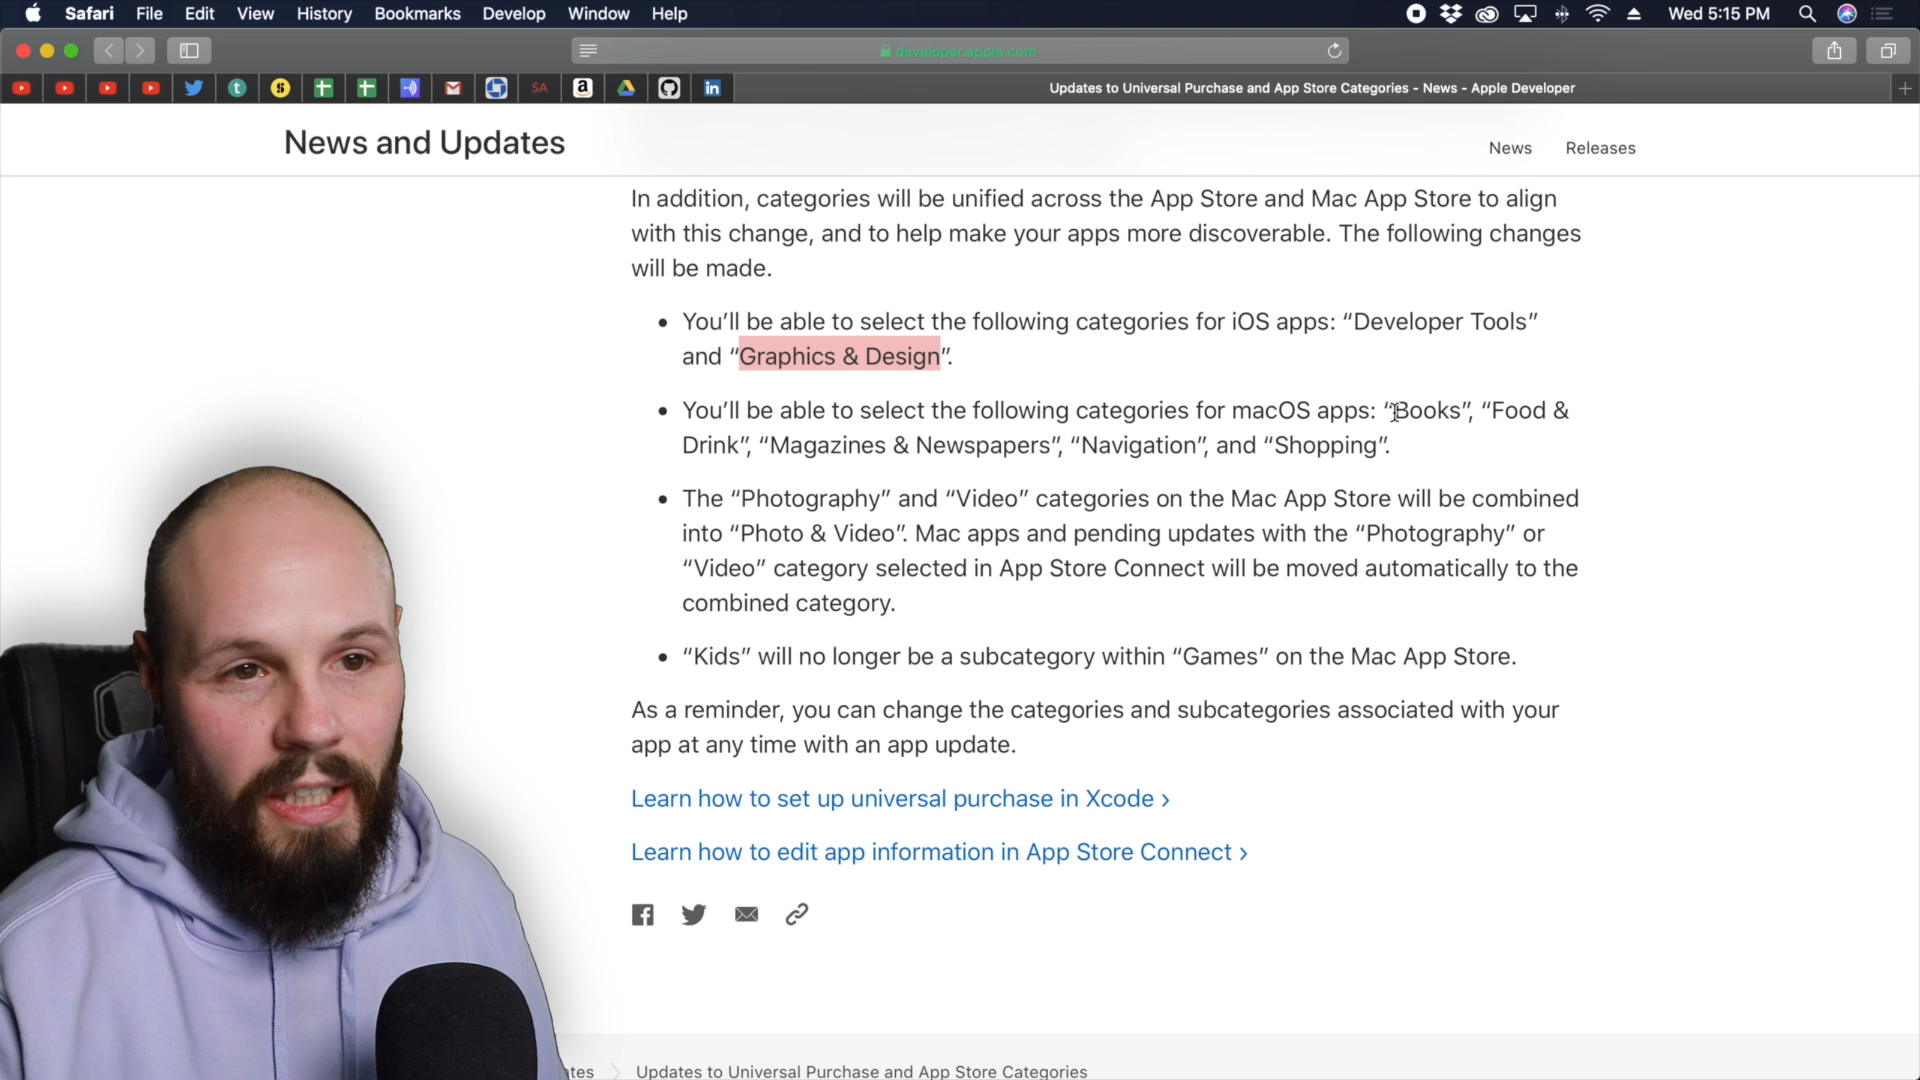 Safari File Edit View History Bookmarks Develop Window Help Wed 5:15 PM
developer.apple.com
SA Updates to Universal Purchase and App Store Categories - News - Apple Developer
News and Updates News Releases
In addition, categories will be unified across the App Store and Mac App Store to align
with this change, and to help make your apps more discoverable. The following changes
will be made.
• You’ll be able to select the following categories for iOS apps: “Developer Tools”
and “Graphics & Design”.
• You’ll be able to select the following categories for macOS apps: “Books”, “Food &
Drink”, “Magazines & Newspapers”, “Navigation”, and “Shopping”.
• The “Photography” and “Video” categories on the Mac App Store will be combined
into “Photo & Video”. Mac apps and pending updates with the “Photography” or
“Video” category selected in App Store Connect will be moved automatically to the
combined category.
• “Kids” will no longer be a subcategory within “Games” on the Mac App Store.
As a reminder, you can change the categories and subcategories associated with your
app at any time with an app update.
Learn how to set up universal purchase in Xcode ›
Learn how to edit app information in App Store Connect ›
tes Updates to Universal Purchase and App Store Categories